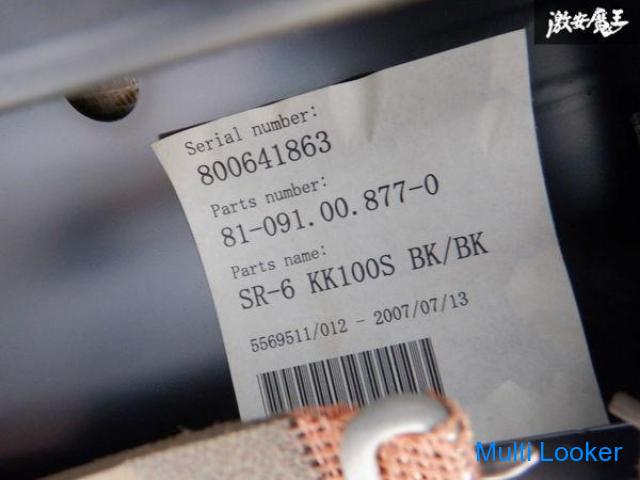 激安魔王
Serial number:
800641863
Parts number:
81-091.00.877-0
Parts name:
SR-6 KK100S BK/BK
5569511/012 - 2007/07/13
Multi Looker